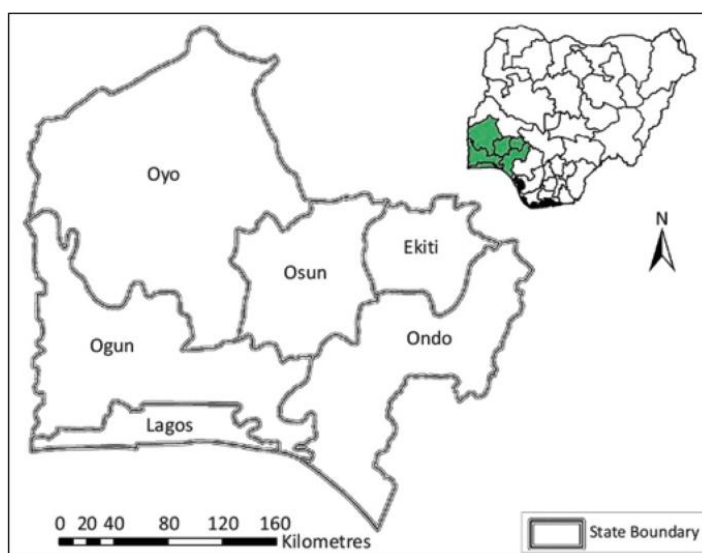 N
Oyo
Ekiti
Osun
Ondo
Ogun
Lagos
0 20 40 80 120 160
Kilometres
State Boundary